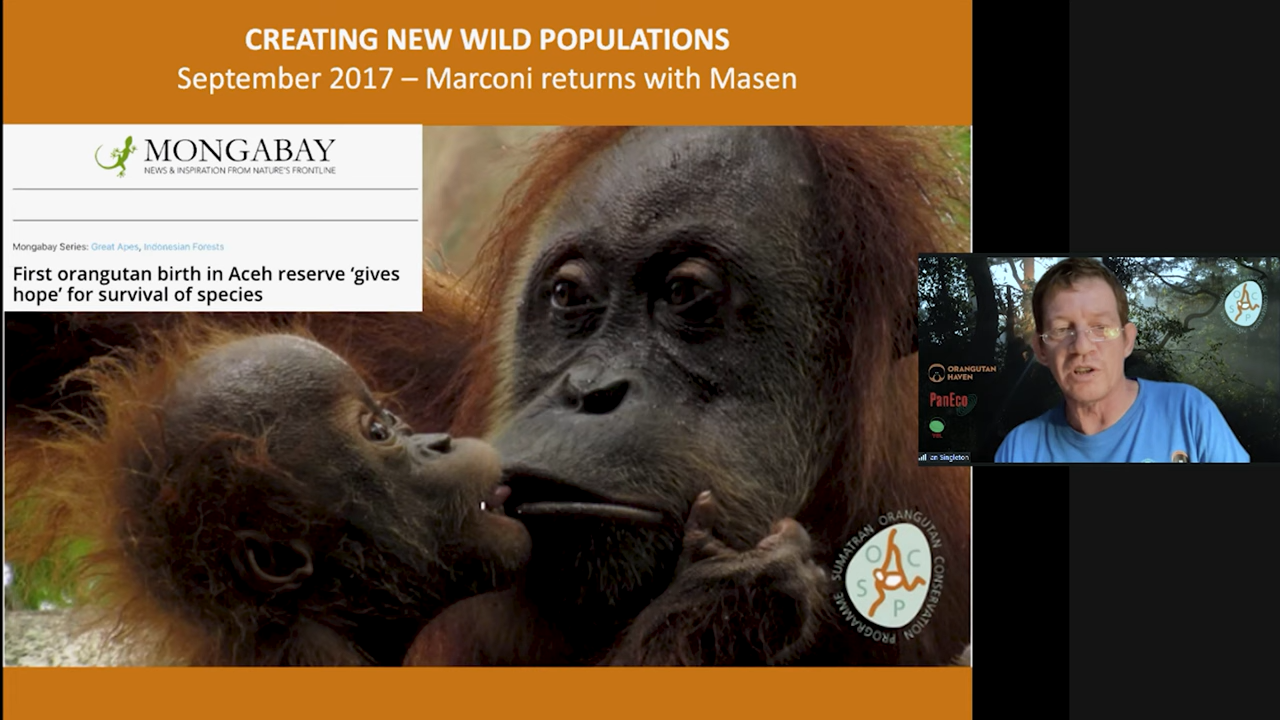 CREATING NEW WILD POPULATIONS
September 2017 – Marconi returns with Masen
MONGABAY
NEWS & INSPIRATION FROM NATURE'S FRONTLINE
Mongabay Series: Great Apes, Indonesian Forests
First orangutan birth in Aceh reserve 'gives
hope' for survival of species
SUMATRAN ORANGUTAN CONSERVATION PROGRAMME
O C
S P
O C
S P
ORANGUTAN
HAVEN
PanEco
Ian Singleton